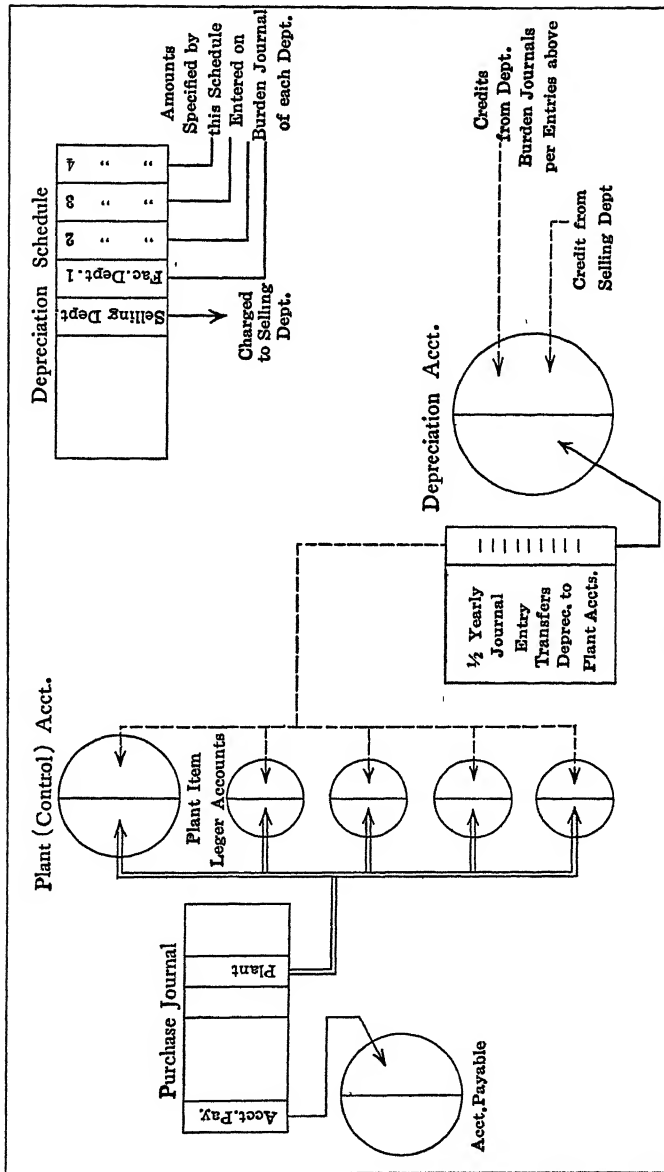 Depreciation Schedule
Selling Dept.
Fac.Dept. 1
2 " "
3 " "
4 " "
Amounts
Specified by
this Schedule
Entered on
Burden Journal
of each Dept.
Charged
to Selling
Dept.
Plant (Control) Acct.
Plant Item
Leger Accounts
Purchase Journal
Acct.Pay.
Plant
Acct.Payable
½ Yearly
Journal
Entry
Transfers
Deprec. to
Plant Accts.
Depreciation Acct.
Credits
from Dept.
Burden Journals
per Entries above
Credit from
Selling Dept